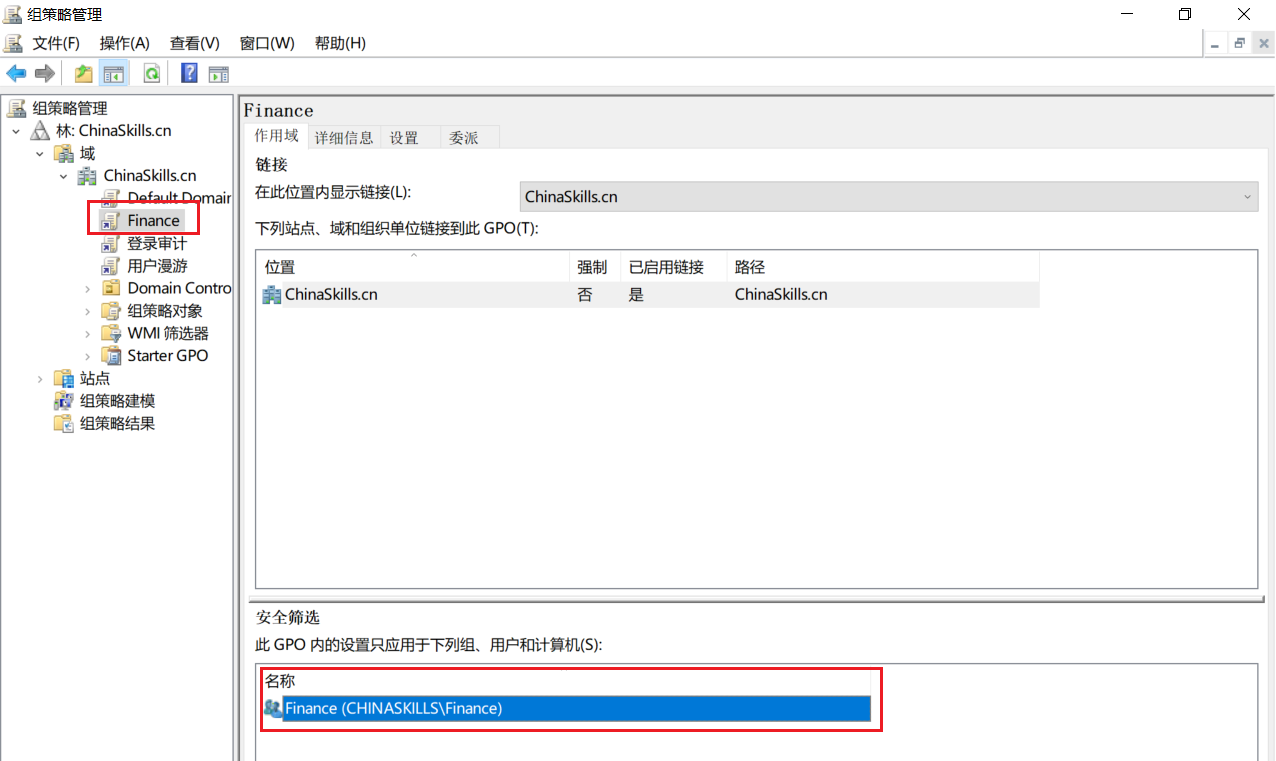 组策略管理
文件(F) 操作(A) 查看(V) 窗口(W) 帮助(H)
组策略管理
林: ChinaSkills.cn
域
ChinaSkills.cn
Default Domain
Finance
登录审计
用户漫游
Domain Contro
组策略对象
WMI 筛选器
Starter GPO
站点
组策略建模
组策略结果
Finance
作用域 详细信息 设置 委派
链接
在此位置内显示链接(L): ChinaSkills.cn
下列站点、域和组织单位链接到此 GPO(T):
位置 强制 已启用链接 路径
ChinaSkills.cn 否 是 ChinaSkills.cn
安全筛选
此 GPO 内的设置只应用于下列组、用户和计算机(S):
名称
Finance (CHINASKILLS\Finance)